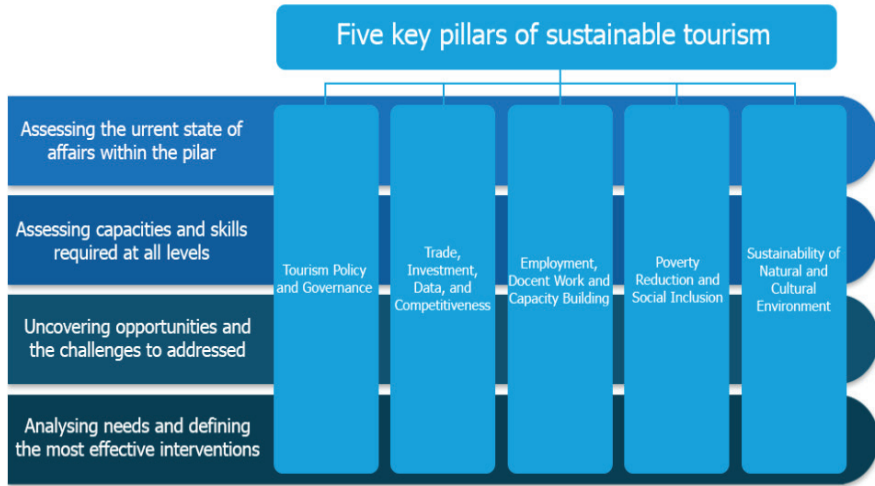 Five key pillars of sustainable tourism
Assessing the urrent state of
affairs within the pilar
Assessing capacities and skills
required at all levels
Uncovering opportunities and
the challenges to addressed
Analysing needs and defining
the most effective interventions
Tourism Policy
and Governance
Trade,
Investment,
Data, and
Competitiveness
Employment,
Docent Work and
Capacity Building
Poverty
Reduction and
Social Inclusion
Sustainability of
Natural and
Cultural
Environment